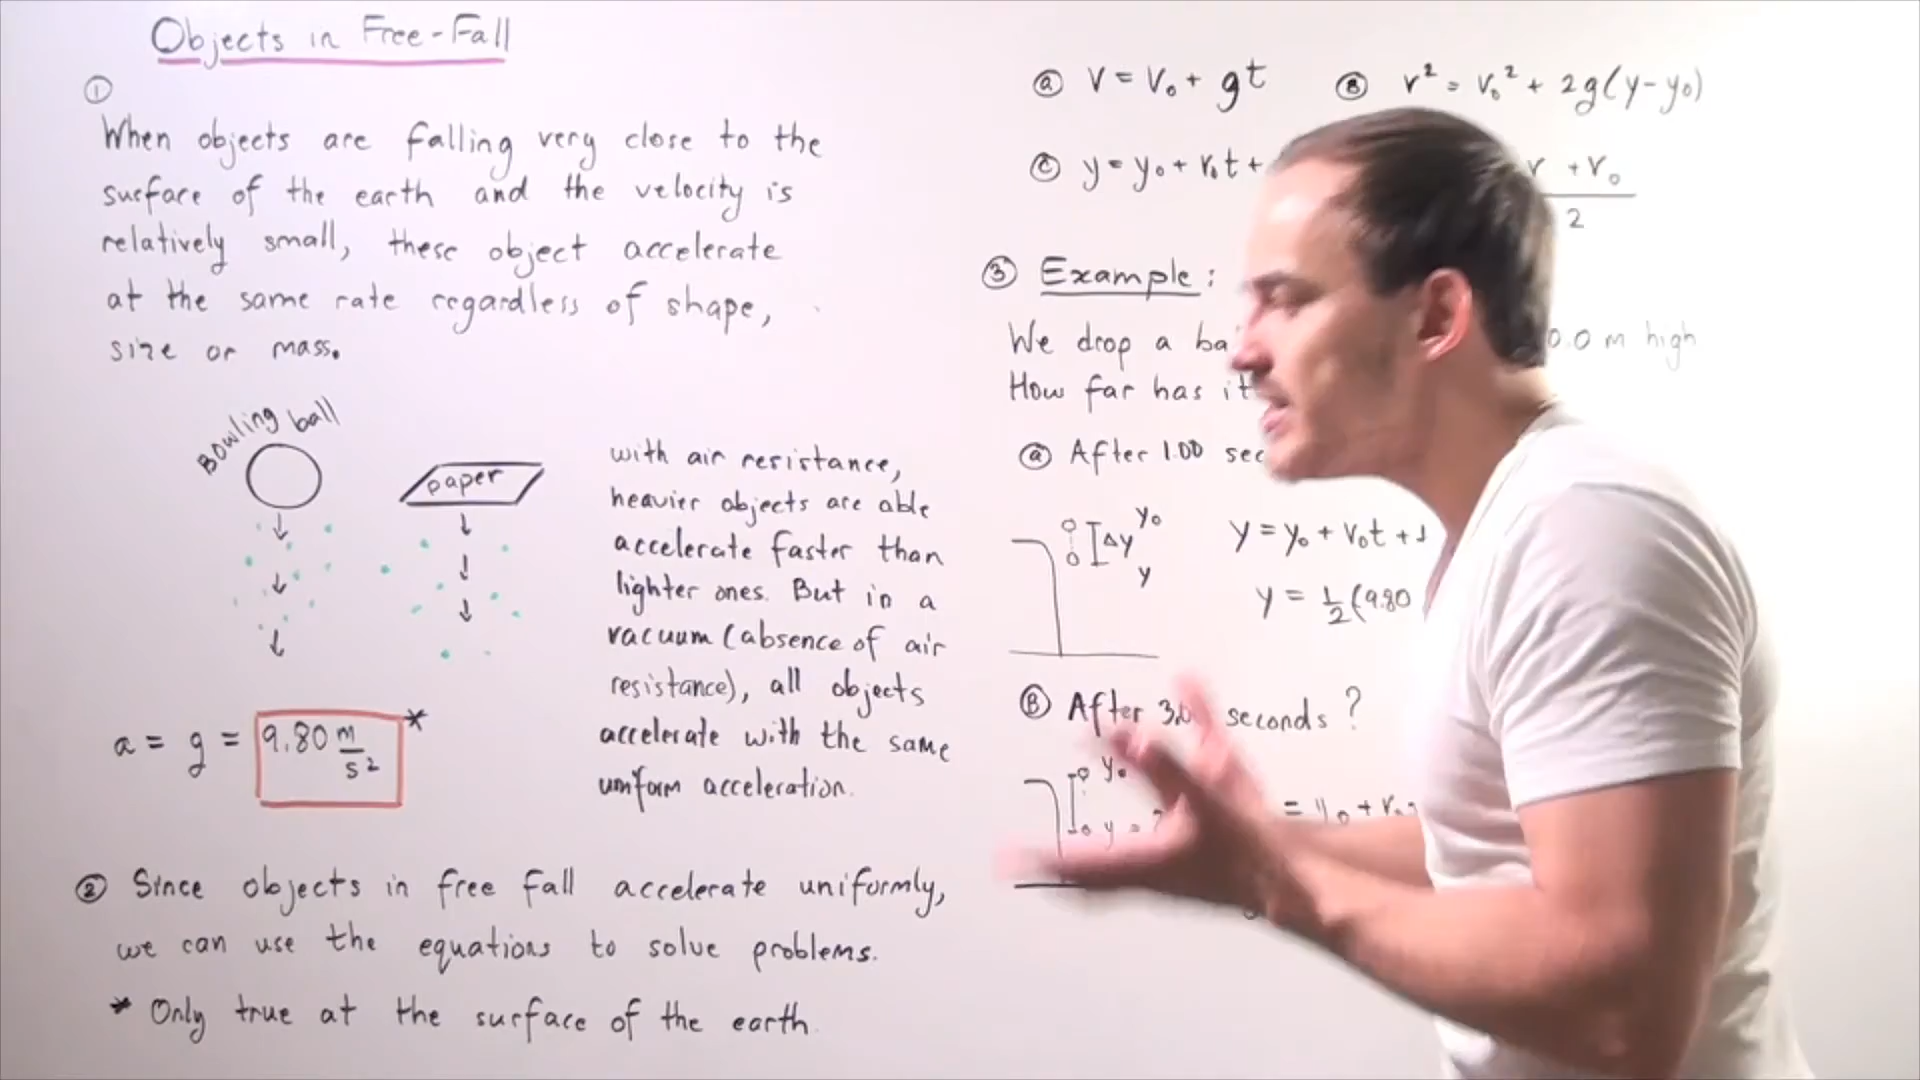 Objects in Free-Fall
①
When objects are falling very close to the
surface of the earth and the velocity is
relatively small, these object accelerate
at the same rate regardless of shape,
size or mass.
Bowling ball
paper
with air resistance,
heavier objects are able
accelerate faster than
lighter ones. But in a
vacuum (absence of air
resistance), all objects
accelerate with the same
uniform acceleration.
a = g = 9.80 m/s² *
② Since objects in free fall accelerate uniformly,
we can use the equations to solve problems.
* Only true at the surface of the earth.
ⓐ v = v₀ + gt
Ⓑ v² = v₀² + 2g(y-y₀)
ⓒ y = y₀ + v₀t +
v + v₀
2
③ Example:
We drop a 0.0 m high
How far has it
ⓐ After 1.00
Δy y₀
y
y = y₀ + v₀t +
y = ½(9.80
Ⓑ After seconds?
y₀
y =
= y₀ +